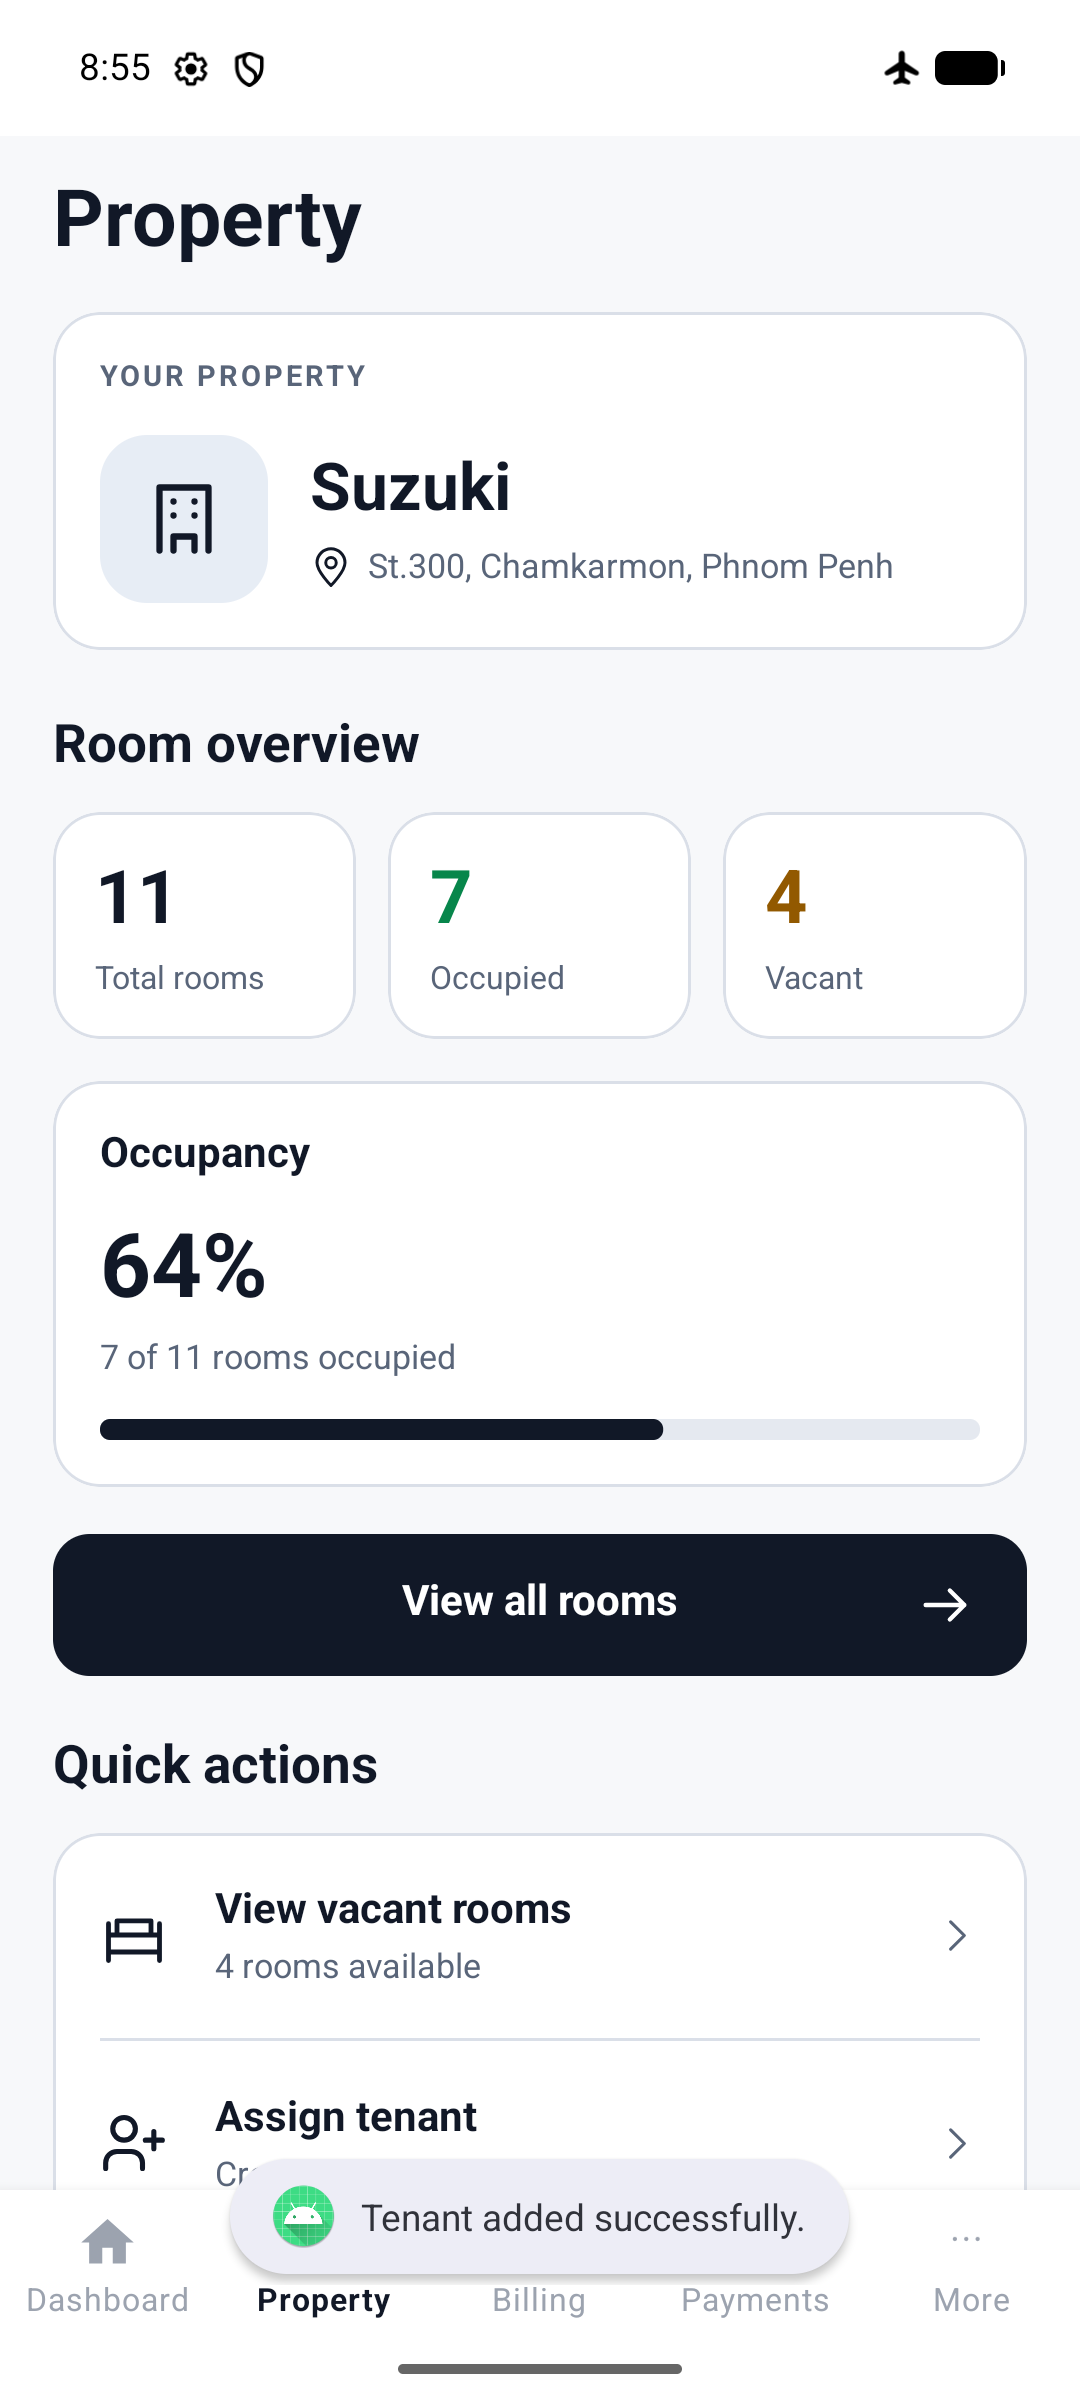 8:55
Property
YOUR PROPERTY
Suzuki
St.300, Chamkarmon, Phnom Penh
Room overview
11
Total rooms
7
Occupied
4
Vacant
Occupancy
64%
7 of 11 rooms occupied
View all rooms
Quick actions
View vacant rooms
4 rooms available
Assign tenant
Tenant added successfully.
Dashboard
Property
Billing
Payments
More